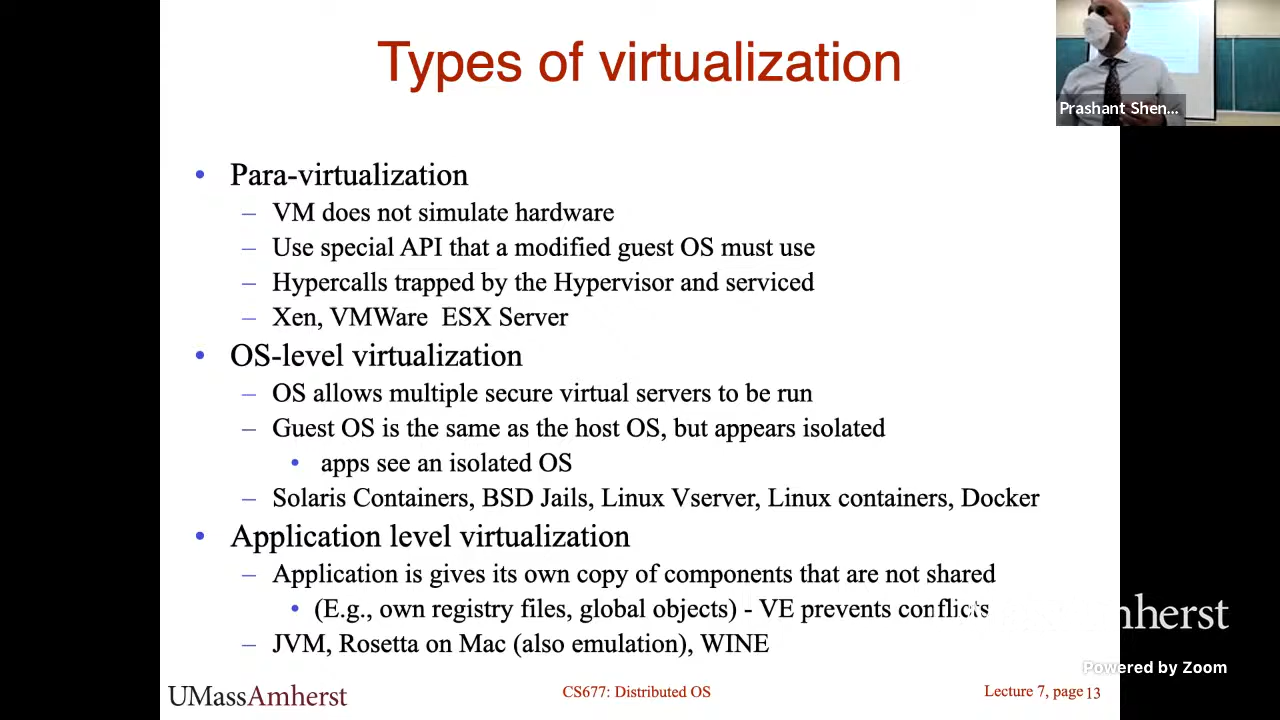 Types of virtualization
Prashant Shen...
• Para-virtualization
– VM does not simulate hardware
– Use special API that a modified guest OS must use
– Hypercalls trapped by the Hypervisor and serviced
– Xen, VMWare ESX Server
• OS-level virtualization
– OS allows multiple secure virtual servers to be run
– Guest OS is the same as the host OS, but appears isolated
• apps see an isolated OS
– Solaris Containers, BSD Jails, Linux Vserver, Linux containers, Docker
• Application level virtualization
– Application is gives its own copy of components that are not shared
• (E.g., own registry files, global objects) - VE prevents conflicts
– JVM, Rosetta on Mac (also emulation), WINE
mherst
Powered by Zoom
UMassAmherst
CS677: Distributed OS
Lecture 7, page 13